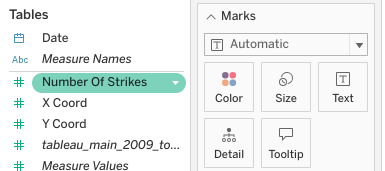 Tables
Date
Abc Measure Names
Number Of Strikes
X Coord
Y Coord
tableau_main_2009_to...
Measure Values
Marks
T Automatic
Color Size T Text
Detail Tooltip